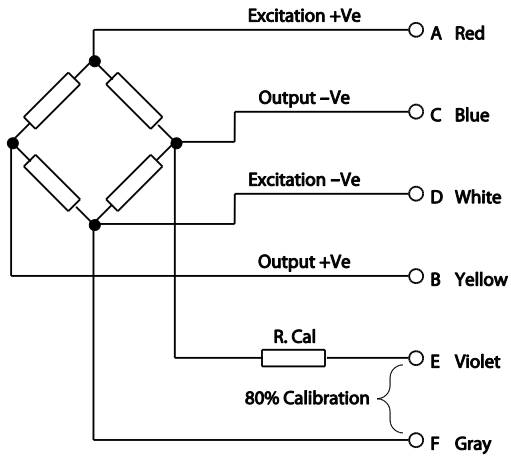 Excitation +Ve
A Red
Output –Ve
C Blue
Excitation –Ve
D White
Output +Ve
B Yellow
R. Cal
E Violet
80% Calibration
F Gray